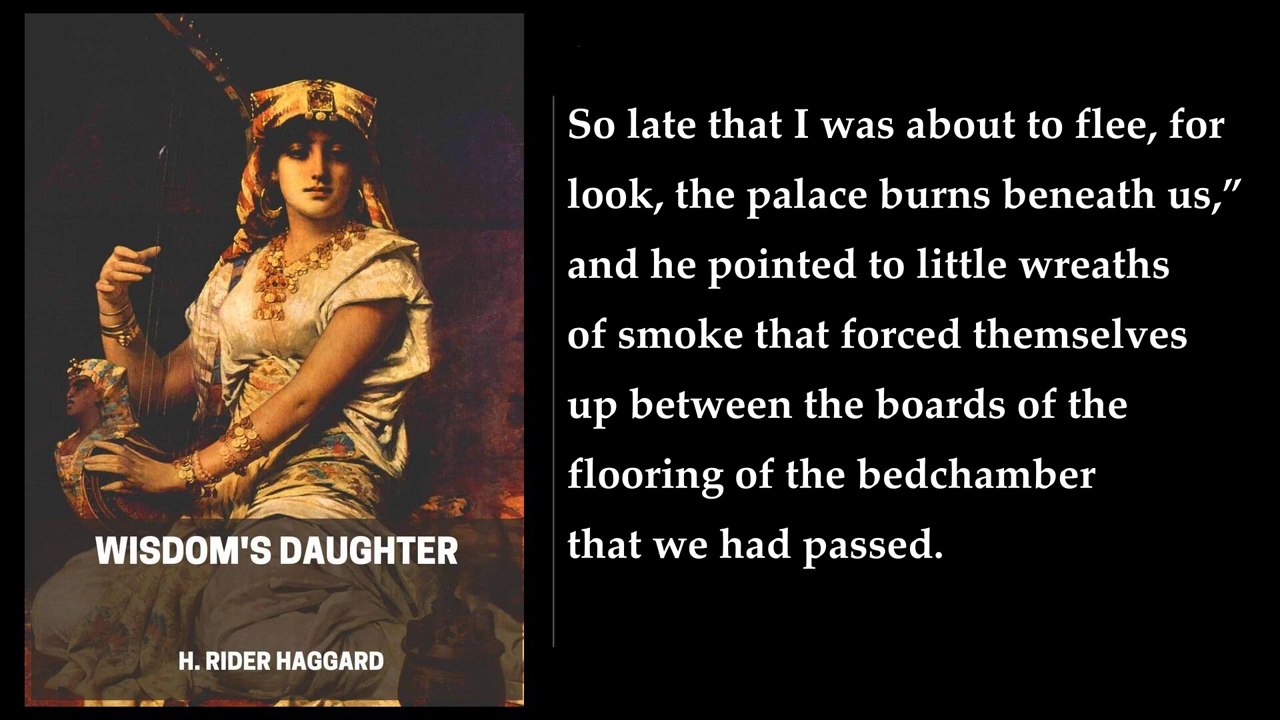 WISDOM'S DAUGHTER
H. RIDER HAGGARD
So late that I was about to flee, for
look, the palace burns beneath us,”
and he pointed to little wreaths
of smoke that forced themselves
up between the boards of the
flooring of the bedchamber
that we had passed.